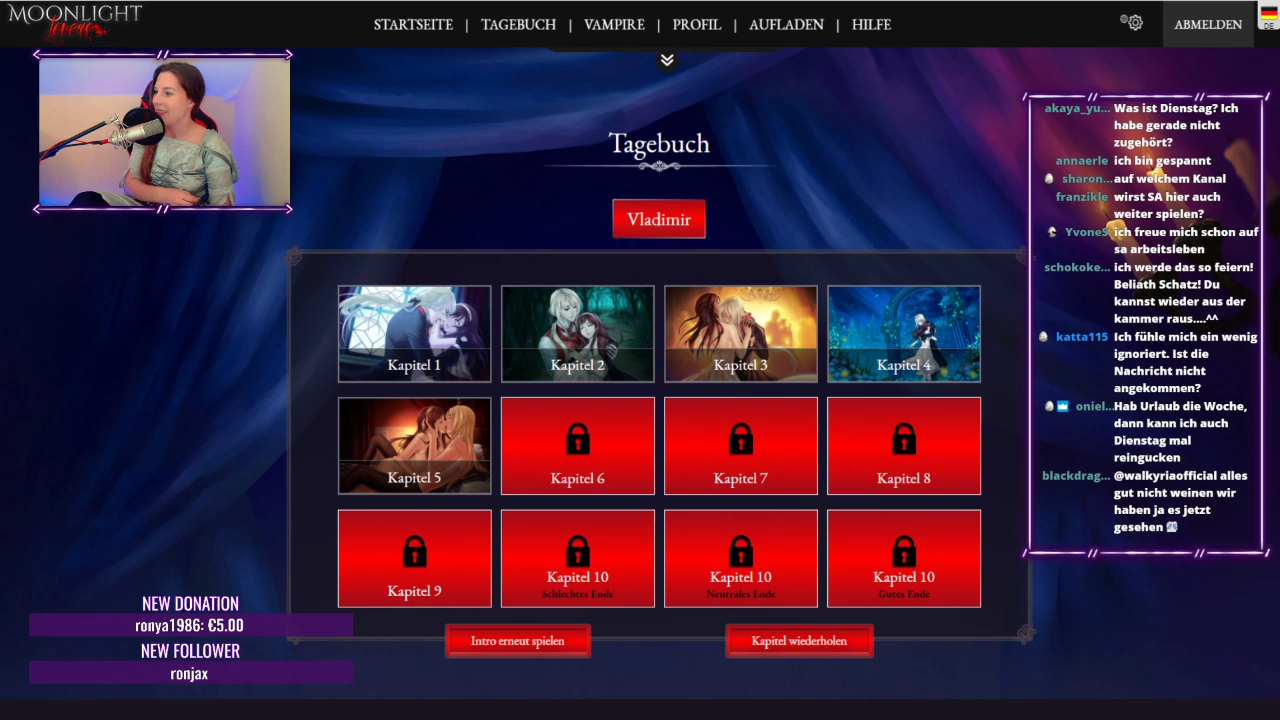 MOONLIGHT
Lovers
STARTSEITE | TAGEBUCH | VAMPIRE | PROFIL | AUFLADEN | HILFE
ABMELDEN
DE
Tagebuch
Vladimir
Kapitel 1
Kapitel 2
Kapitel 3
Kapitel 4
Kapitel 5
Kapitel 6
Kapitel 7
Kapitel 8
Kapitel 9
Kapitel 10
Schlechtes Ende
Kapitel 10
Neutrales Ende
Kapitel 10
Gutes Ende
Intro erneut spielen
Kapitel wiederholen
NEW DONATION
ronya1986: €5.00
NEW FOLLOWER
ronjax
akaya_yu... Was ist Dienstag? Ich
habe gerade nicht
zugehört?
annaerle ich bin gespannt
sharon... auf welchem Kanal
franzikle wirst SA hier auch
weiter spielen?
YvoneS ich freue mich schon auf
sa arbeitsleben
schokoke... ich werde das so feiern!
Beliath Schatz! Du
kannst wieder aus der
kammer raus....^^
katta115 Ich fühle mich ein wenig
ignoriert. Ist die
Nachricht nicht
angekommen?
oniel... Hab Urlaub die Woche,
dann kann ich auch
Dienstag mal
reingucken
blackdrag... @walkyriaofficial alles
gut nicht weinen wir
haben ja es jetzt
gesehen